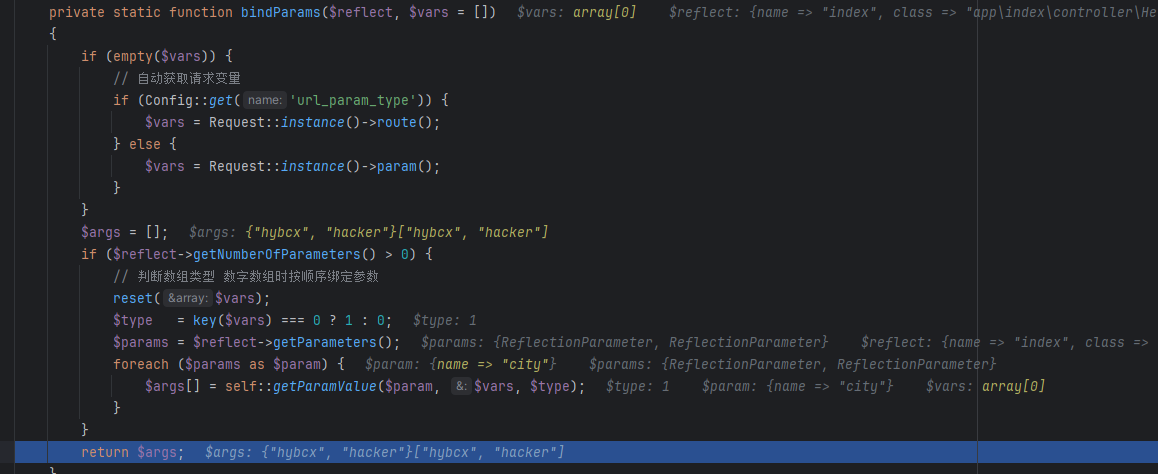 private static function bindParams($reflect, $vars = [])   $vars: array[0]    $reflect: {name => "index", class => "app\index\controller\He
{
    if (empty($vars)) {
        // 自动获取请求变量
        if (Config::get( name: 'url_param_type')) {
            $vars = Request::instance()->route();
        } else {
            $vars = Request::instance()->param();
        }
    }
    $args = [];   $args: {"hybcx", "hacker"}["hybcx", "hacker"]
    if ($reflect->getNumberOfParameters() > 0) {
        // 判断数组类型 数字数组时按顺序绑定参数
        reset( &array: $vars);
        $type   = key($vars) === 0 ? 1 : 0;   $type: 1
        $params = $reflect->getParameters();   $params: {ReflectionParameter, ReflectionParameter}    $reflect: {name => "index", class =>
        foreach ($params as $param) {   $param: {name => "city"}    $params: {ReflectionParameter, ReflectionParameter}
            $args[] = self::getParamValue($param, &: $vars, $type);   $type: 1    $param: {name => "city"}    $vars: array[0]
        }
    }
    return $args;   $args: {"hybcx", "hacker"}["hybcx", "hacker"]
}